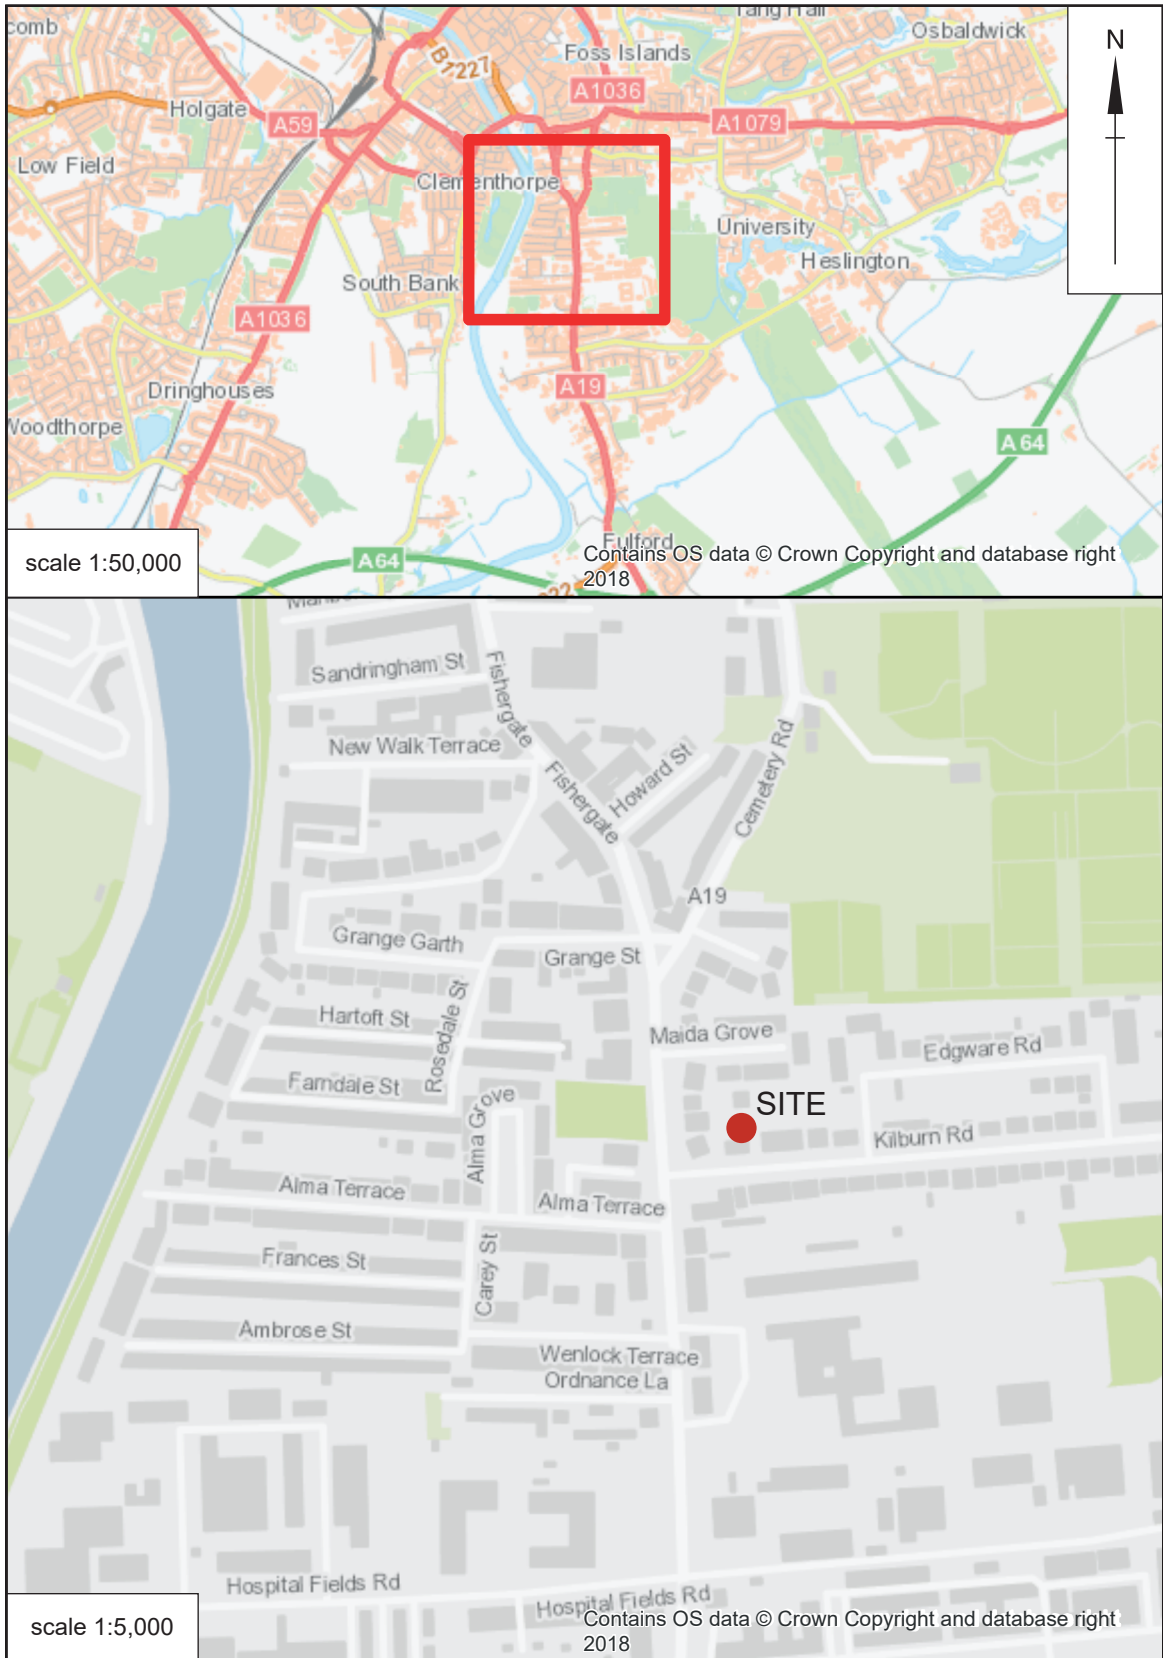 Tang Hall
comb
Osbaldwick
N
B1227
Foss Islands
A1036
Holgate
A59
A1079
Low Field
Clementhorpe
University
Heslington
South Bank
A1036
Dringhouses
A19
Woodthorpe
A64
Fulford
scale 1:50,000
A64
Contains OS data © Crown Copyright and database right
2018
Sandringham St
Fishergate
New Walk Terrace
Fishergate
Howard St
Cemetery Rd
A19
Grange Garth
Grange St
Hartoft St
Rosedale St
Maida Grove
Edgware Rd
Farndale St
Alma Grove
SITE
Kilburn Rd
Alma Terrace
Alma Terrace
Frances St
Carey St
Ambrose St
Wenlock Terrace
Ordnance La
Hospital Fields Rd
Hospital Fields Rd
scale 1:5,000
Contains OS data © Crown Copyright and database right
2018